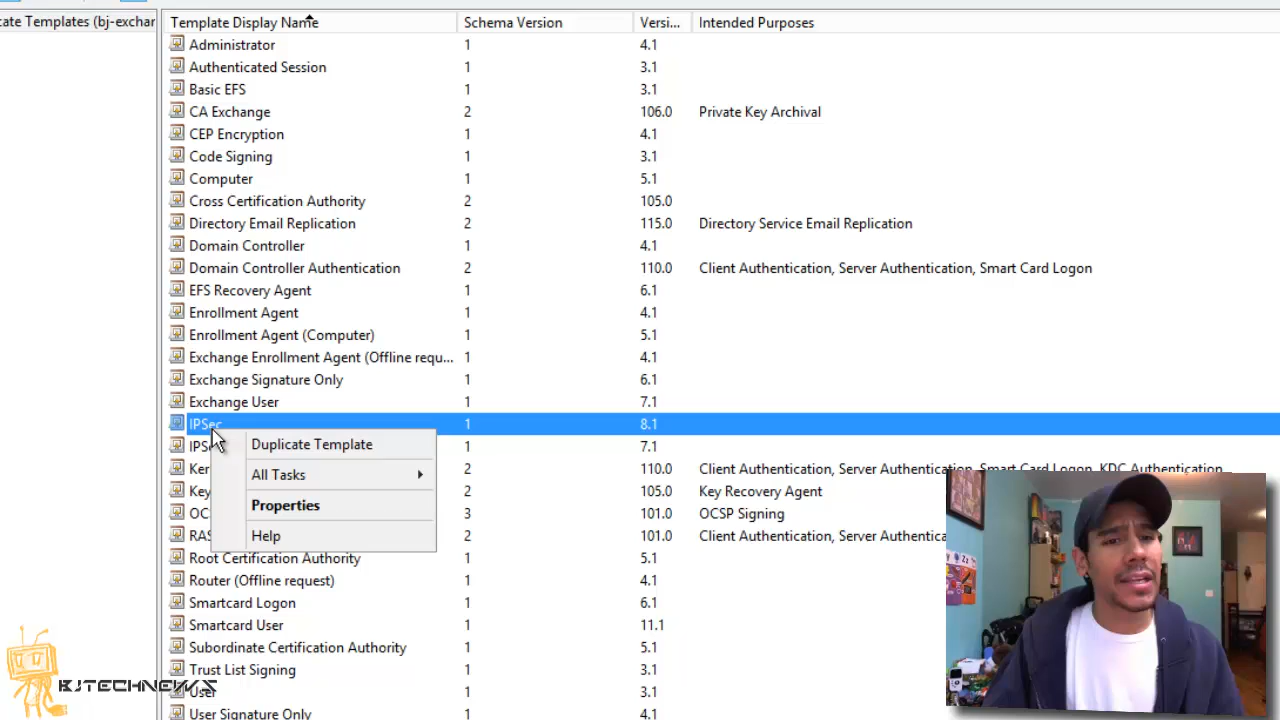 cate Templates (bj-exchar
Template Display Name Schema Version Versi... Intended Purposes
Administrator 1 4.1
Authenticated Session 1 3.1
Basic EFS 1 3.1
CA Exchange 2 106.0 Private Key Archival
CEP Encryption 1 4.1
Code Signing 1 3.1
Computer 1 5.1
Cross Certification Authority 2 105.0
Directory Email Replication 2 115.0 Directory Service Email Replication
Domain Controller 1 4.1
Domain Controller Authentication 2 110.0 Client Authentication, Server Authentication, Smart Card Logon
EFS Recovery Agent 1 6.1
Enrollment Agent 1 4.1
Enrollment Agent (Computer) 1 5.1
Exchange Enrollment Agent (Offline requ... 1 4.1
Exchange Signature Only 1 6.1
Exchange User 1 7.1
IPSec 1 8.1
IPSe 1 7.1
Ker 2 110.0 Client Authentication, Server Authentication, Smart Card Logon, KDC Authentication
Key 2 105.0 Key Recovery Agent
OC 3 101.0 OCSP Signing
RAS 2 101.0 Client Authentication, Server Authentica
Duplicate Template
All Tasks
Properties
Help
Root Certification Authority 1 5.1
Router (Offline request) 1 4.1
Smartcard Logon 1 6.1
Smartcard User 1 11.1
Subordinate Certification Authority 1 5.1
Trust List Signing 1 3.1
User 1 3.1
User Signature Only 1 4.1
BJTECHNEWS